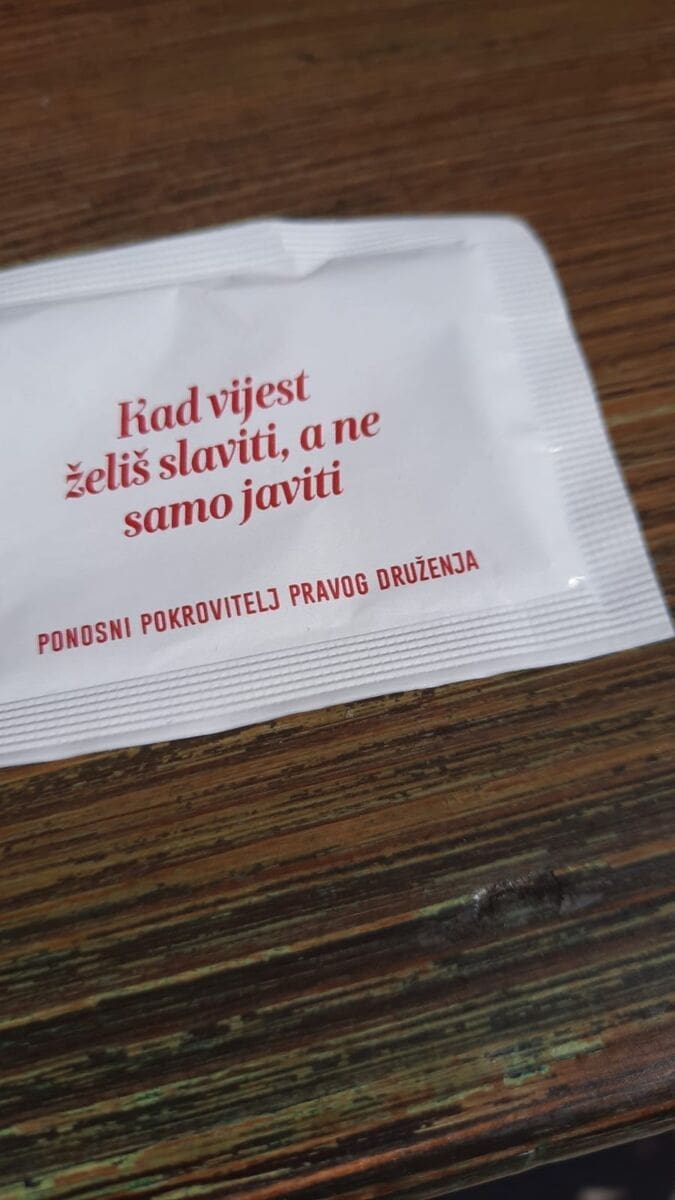 Kad vijest
želiš slaviti, a ne
samo javiti
PONOSNI POKROVITELJ PRAVOG DRUŽENJA